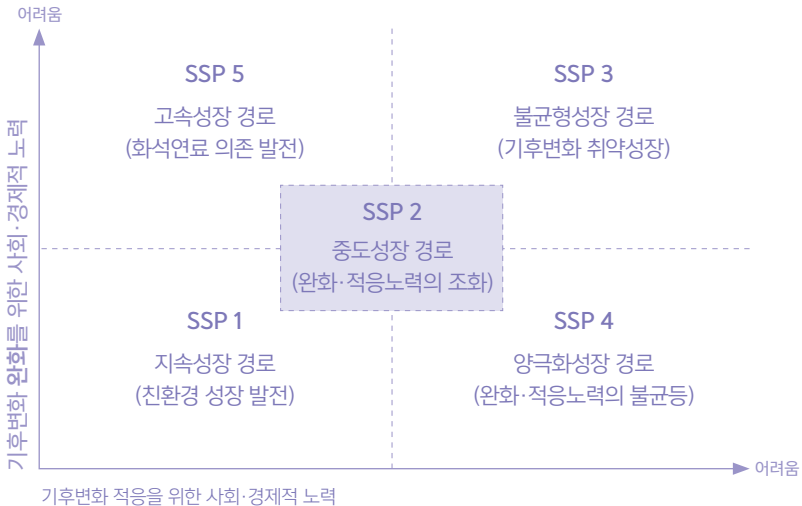 어려움
SSP 5
고속성장 경로
(화석연료 의존 발전)
SSP 3
불균형성장 경로
(기후변화 취약성장)
SSP 2
중도성장 경로
(완화·적응노력의 조화)
SSP 1
지속성장 경로
(친환경 성장 발전)
SSP 4
양극화성장 경로
(완화·적응노력의 불균등)
기후변화 완화를 위한 사회·경제적 노력
어려움
기후변화 적응을 위한 사회·경제적 노력